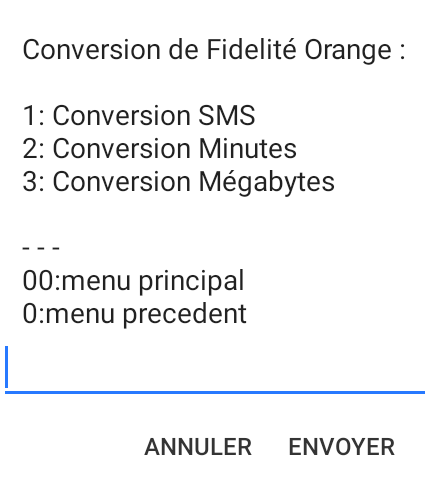 Conversion de Fidelité Orange :
1: Conversion SMS
2: Conversion Minutes
3: Conversion Mégabytes
- - -
00:menu principal
0:menu precedent
ANNULER ENVOYER